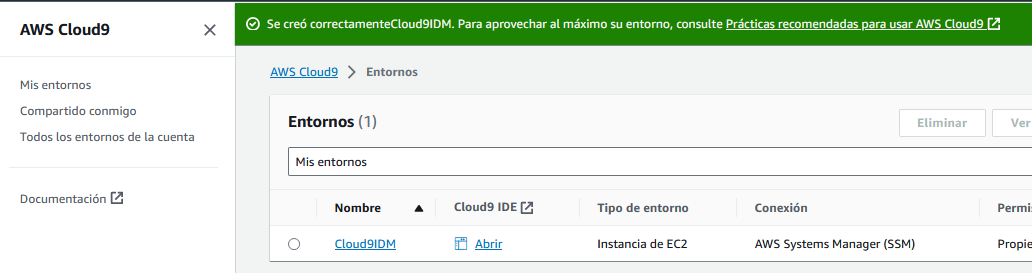 AWS Cloud9
Mis entornos
Compartido conmigo
Todos los entornos de la cuenta
Documentación
Se creó correctamenteCloud9IDM. Para aprovechar al máximo su entorno, consulte Prácticas recomendadas para usar AWS Cloud9
AWS Cloud9 > Entornos
Entornos (1)
Eliminar
Ver
Mis entornos
Nombre Cloud9 IDE Tipo de entorno Conexión Permis
Cloud9IDM Abrir Instancia de EC2 AWS Systems Manager (SSM) Propie